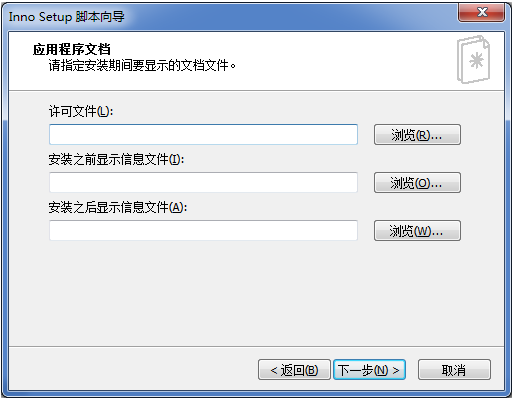 Inno Setup 脚本向导
应用程序文档
请指定安装期间要显示的文档文件。
许可文件(L):
浏览(R)...
安装之前显示信息文件(I):
浏览(O)...
安装之后显示信息文件(A):
浏览(W)...
< 返回(B)
下一步(N) >
取消